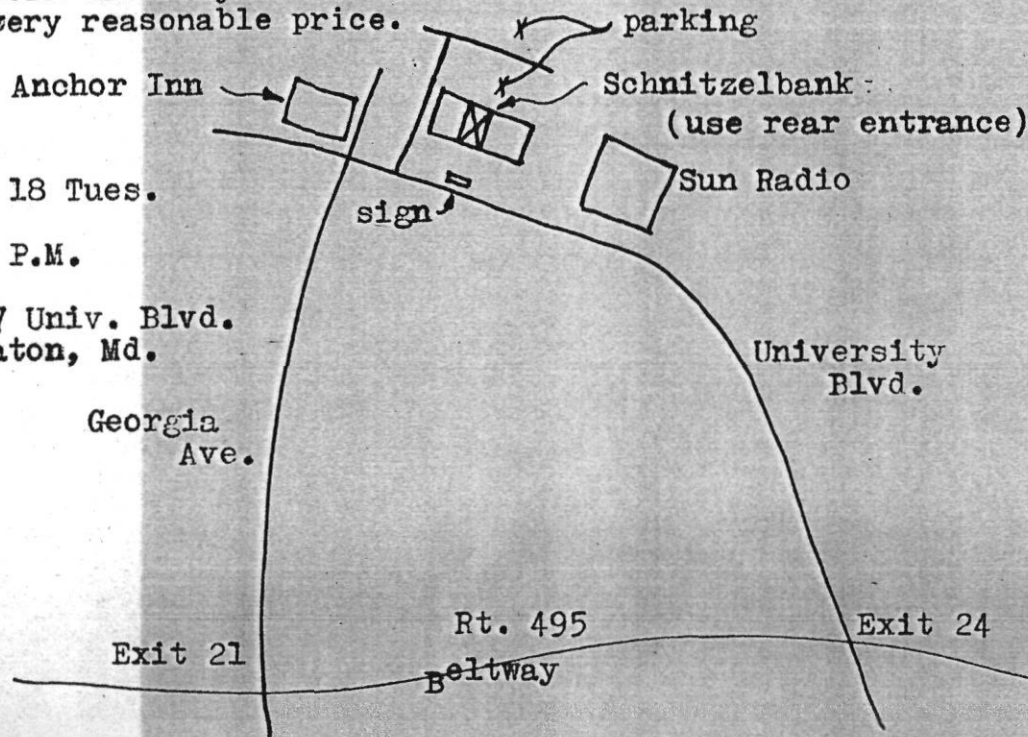 very reasonable price.
parking
Anchor Inn
Schnitzelbank
(use rear entrance)
18 Tues.
Sun Radio
sign
P.M.
Univ. Blvd.
Md.
University
Blvd.
Georgia
Ave.
Rt. 495
Exit 24
Exit 21
Beltway